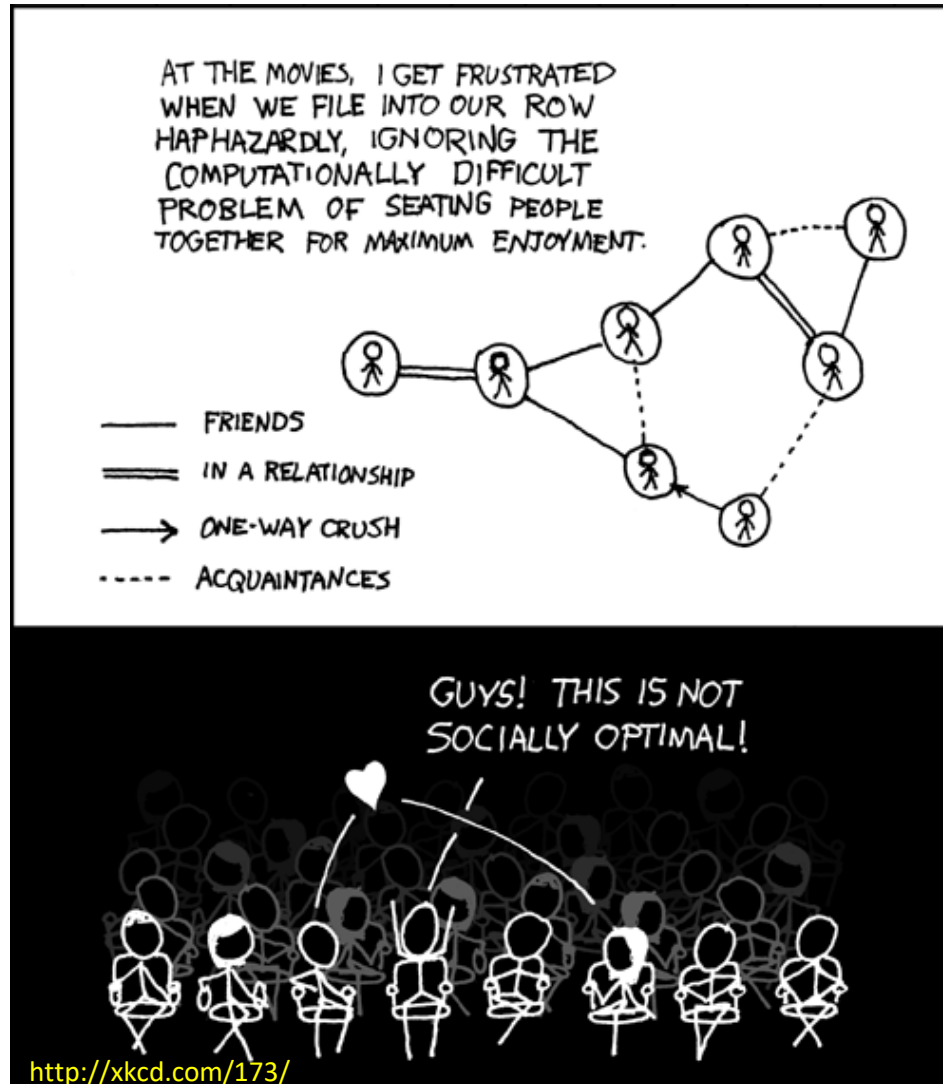 AT THE MOVIES, I GET FRUSTRATED
WHEN WE FILE INTO OUR ROW
HAPHAZARDLY, IGNORING THE
COMPUTATIONALLY DIFFICULT
PROBLEM OF SEATING PEOPLE
TOGETHER FOR MAXIMUM ENJOYMENT.
FRIENDS
IN A RELATIONSHIP
ONE-WAY CRUSH
ACQUAINTANCES
GUYS! THIS IS NOT
SOCIALLY OPTIMAL!
http://xkcd.com/173/